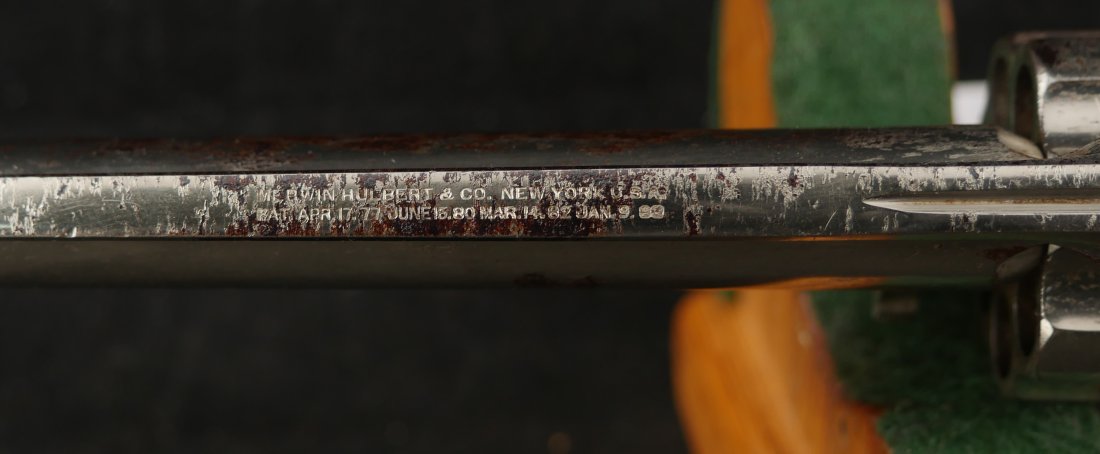 MERWIN HULBERT & CO. NEW YORK, U.S.A.
PAT. APR. 17. 77, JUNE 15. 80 MAR. 14. 82 JAN. 9. 83